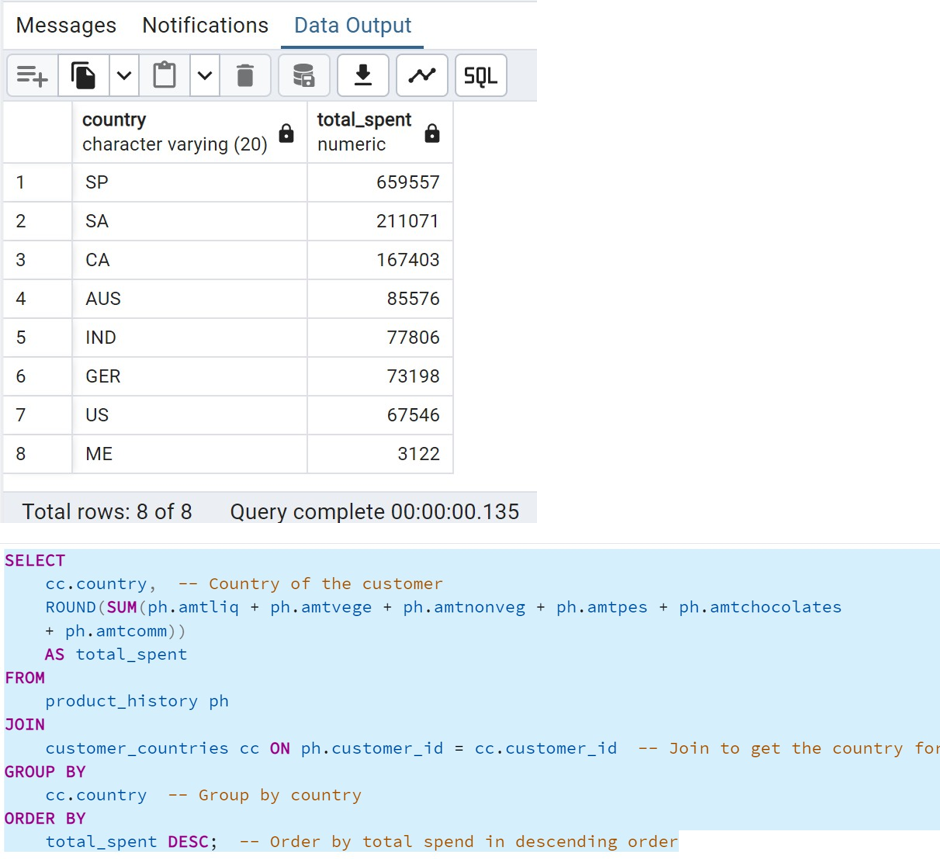 Messages Notifications Data Output
SQL
country total_spent
character varying (20) numeric
1 SP 659557
2 SA 211071
3 CA 167403
4 AUS 85576
5 IND 77806
6 GER 73198
7 US 67546
8 ME 3122
Total rows: 8 of 8 Query complete 00:00:00.135
SELECT
cc.country, -- Country of the customer
ROUND(SUM(ph.amtliq + ph.amtvege + ph.amtnonveg + ph.amtpes + ph.amtchocolates
+ ph.amtcomm))
AS total_spent
FROM
product_history ph
JOIN
customer_countries cc ON ph.customer_id = cc.customer_id -- Join to get the country for
GROUP BY
cc.country -- Group by country
ORDER BY
total_spent DESC; -- Order by total spend in descending order